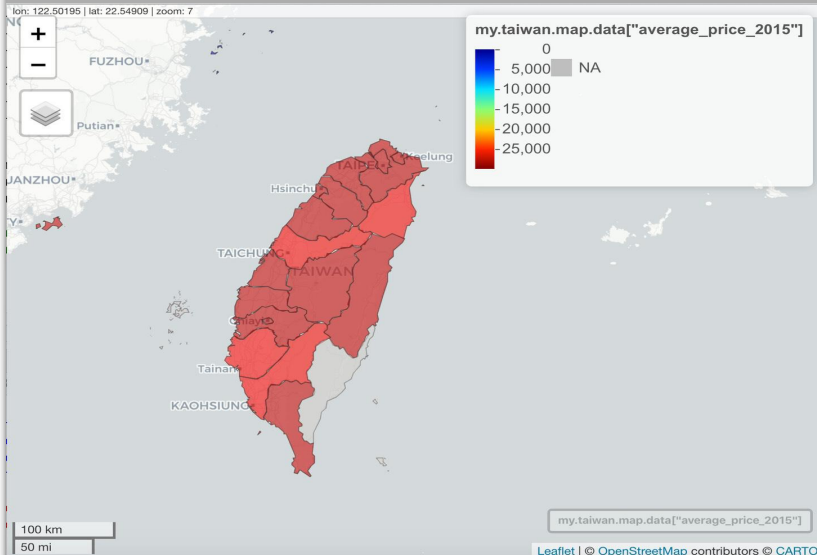 lon: 122.50195 | lat: 22.54909 | zoom: 7
+
−
my.taiwan.map.data["average_price_2015"]
0
5,000
NA
10,000
15,000
20,000
25,000
FUZHOU
Putian
Keelung
TAIPEI
Hsinchu
TAICHUNG
TAIWAN
Chiayi
Tainan
KAOHSIUNG
my.taiwan.map.data["average_price_2015"]
100 km
50 mi
Leaflet | © OpenStreetMap contributors © CARTO